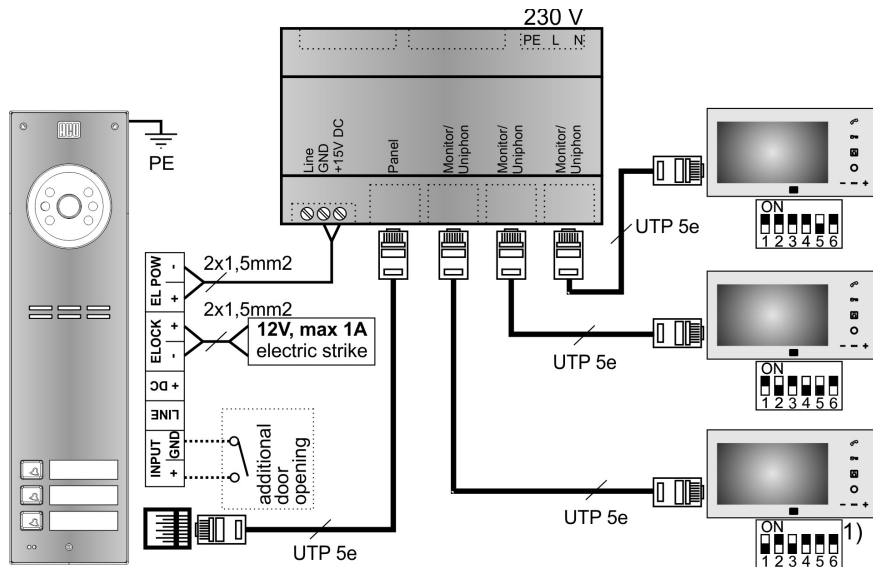 230 V
PE L N
Line
GND
+15V DC
Panel
Monitor/
Uniphon
Monitor/
Uniphon
Monitor/
Uniphon
ACO
PE
EL POW
- +
2x1,5mm2
ELOCK
+ -
2x1,5mm2
12V, max 1A
electric strike
+ DC
LINE
INPUT
GND
+
additional
door
opening
UTP 5e
UTP 5e
UTP 5e
UTP 5e
ON
1 2 3 4 5 6
ON
1 2 3 4 5 6
ON
1 2 3 4 5 6
1)